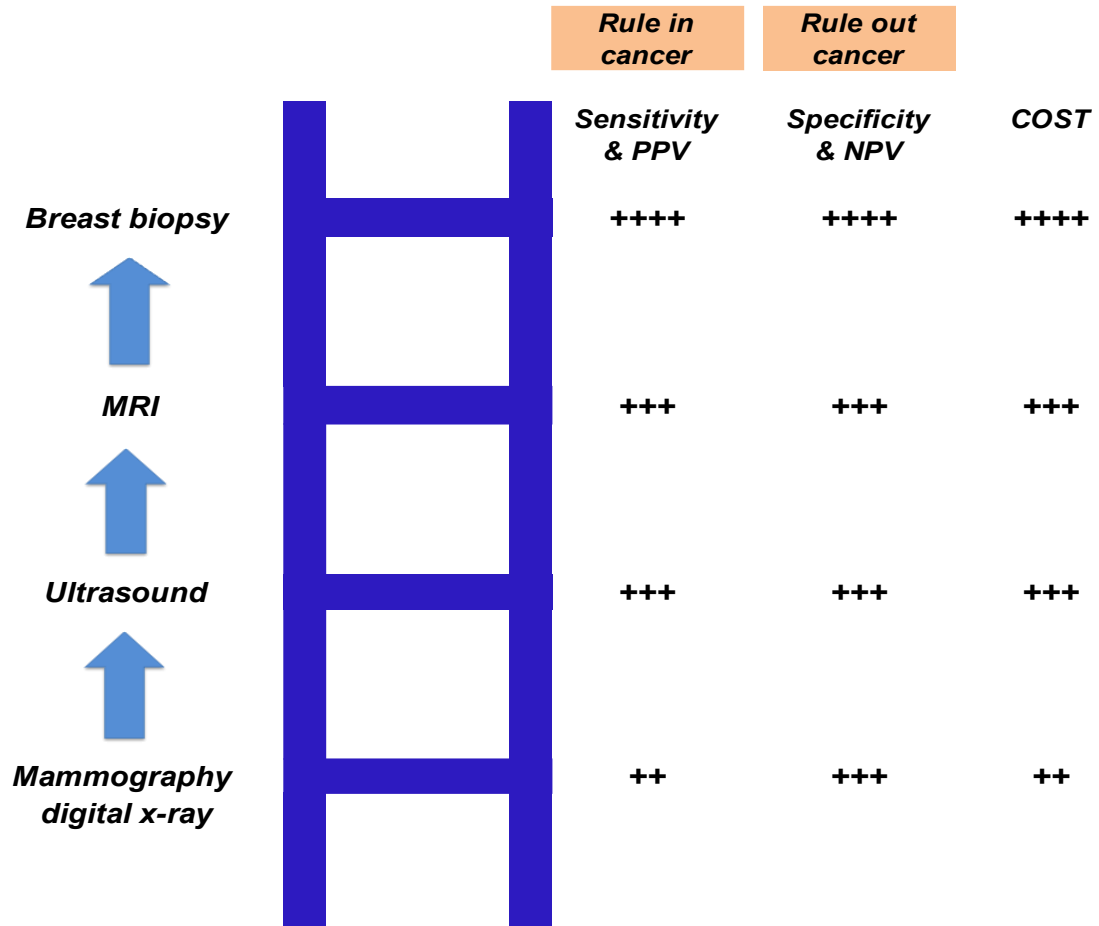 Rule in
cancer
Rule out
cancer
Sensitivity
& PPV
Specificity
& NPV
COST
Breast biopsy
++++
++++
++++
MRI
+++
+++
+++
Ultrasound
+++
+++
+++
Mammography
digital x-ray
++
+++
++